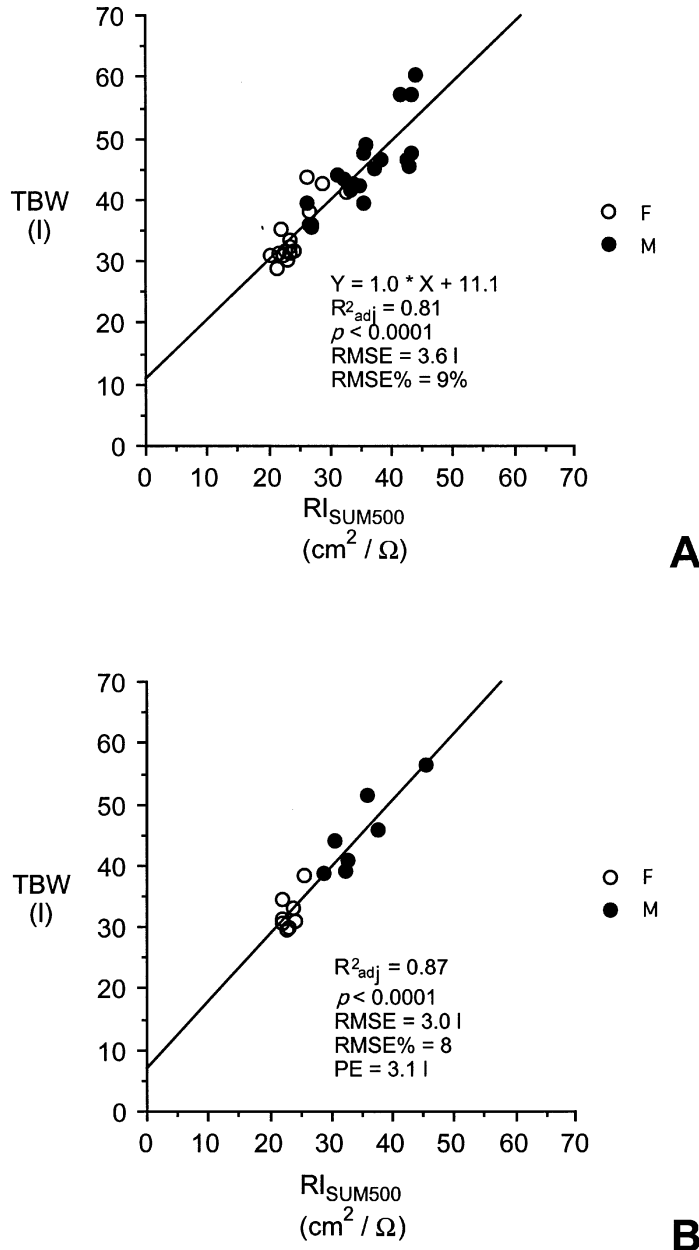 70
60
50
40
30
20
10
0
TBW
(l)
F
M
Y = 1.0 * X + 11.1
R²adj = 0.81
p < 0.0001
RMSE = 3.6 l
RMSE% = 9%
0 10 20 30 40 50 60 70
RISUM500
(cm² / Ω)
A
70
60
50
40
30
20
10
0
TBW
(l)
F
M
R²adj = 0.87
p < 0.0001
RMSE = 3.0 l
RMSE% = 8
PE = 3.1 l
0 10 20 30 40 50 60 70
RISUM500
(cm² / Ω)
B